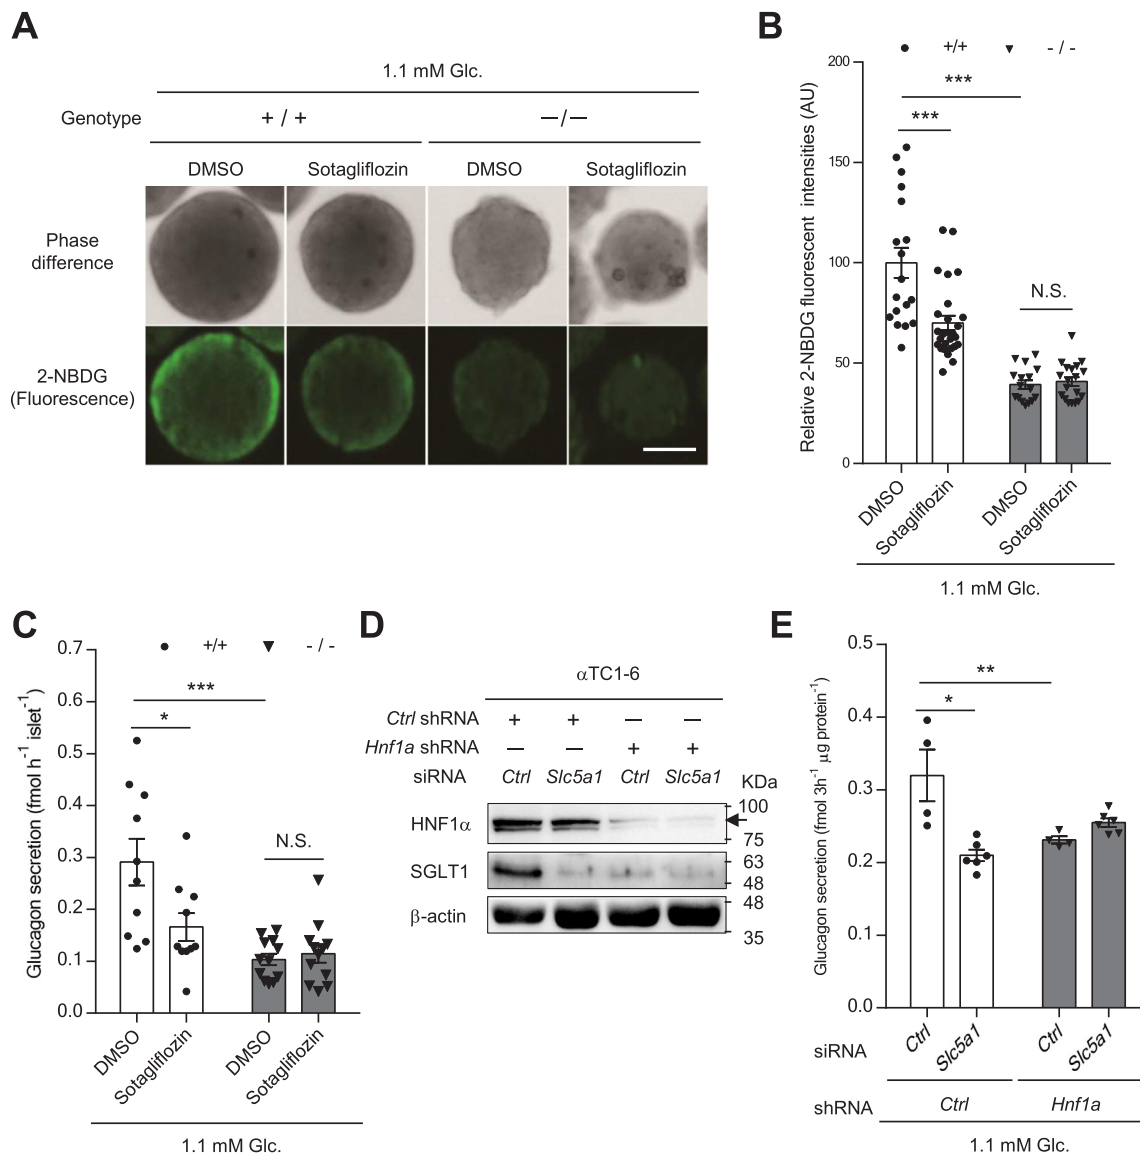 A
1.1 mM Glc.
Genotype
+ / +
—/—
DMSO
Sotagliflozin
DMSO
Sotagliflozin
Phase
difference
2-NBDG
(Fluorescence)
B
+/+
- / -
Relative 2-NBDG fluorescent intensities (AU)
200
150
100
50
0
***
***
N.S.
DMSO
Sotagliflozin
DMSO
Sotagliflozin
1.1 mM Glc.
C
+/+
- / -
Glucagon secretion (fmol h⁻¹ islet⁻¹)
0.7
0.6
0.5
0.4
0.3
0.2
0.1
0.0
***
*
N.S.
DMSO
Sotagliflozin
DMSO
Sotagliflozin
1.1 mM Glc.
D
αTC1-6
Ctrl shRNA + + — —
Hnf1a shRNA — — + +
siRNA Ctrl Slc5a1 Ctrl Slc5a1
KDa
HNF1α
100
75
SGLT1
63
48
β-actin
48
35
E
Glucagon secretion (fmol 3h⁻¹ μg protein⁻¹)
0.5
0.4
0.3
0.2
0.1
0.0
**
*
siRNA
Ctrl
Slc5a1
Ctrl
Slc5a1
shRNA
Ctrl
Hnf1a
1.1 mM Glc.